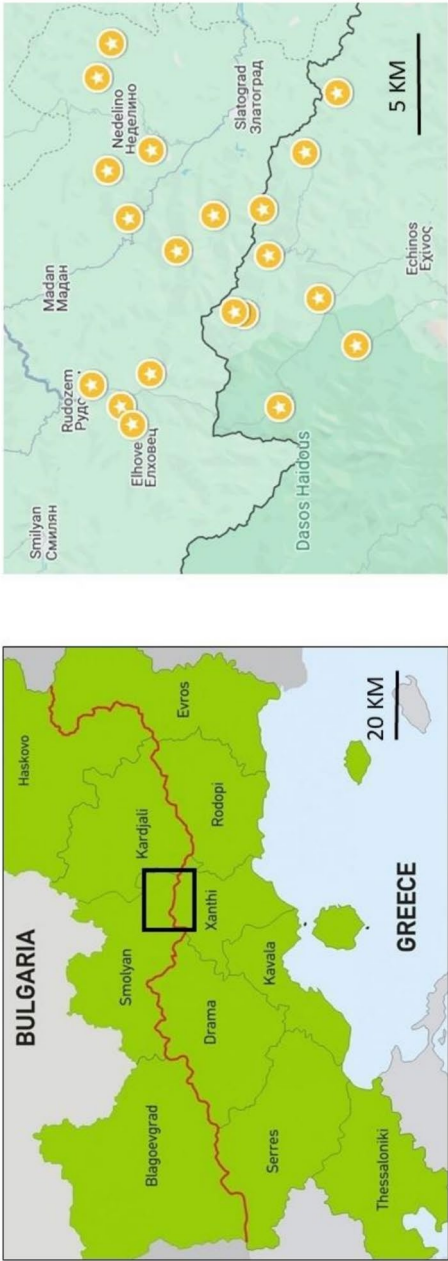 BULGARIA
Haskovo
Blagoevgrad
Smolyan
Kardjali
Evros
Drama
Xanthi
Rodopi
Serres
Kavala
Thessaloniki
GREECE
20 KM
Smilyan
Смилян
Rudozem
Madan
Мадан
Nedelino
Неделино
Elhove
Елховец
Slatograd
Златоград
Dasos Haidous
Echinos
Εχίνος
5 KM